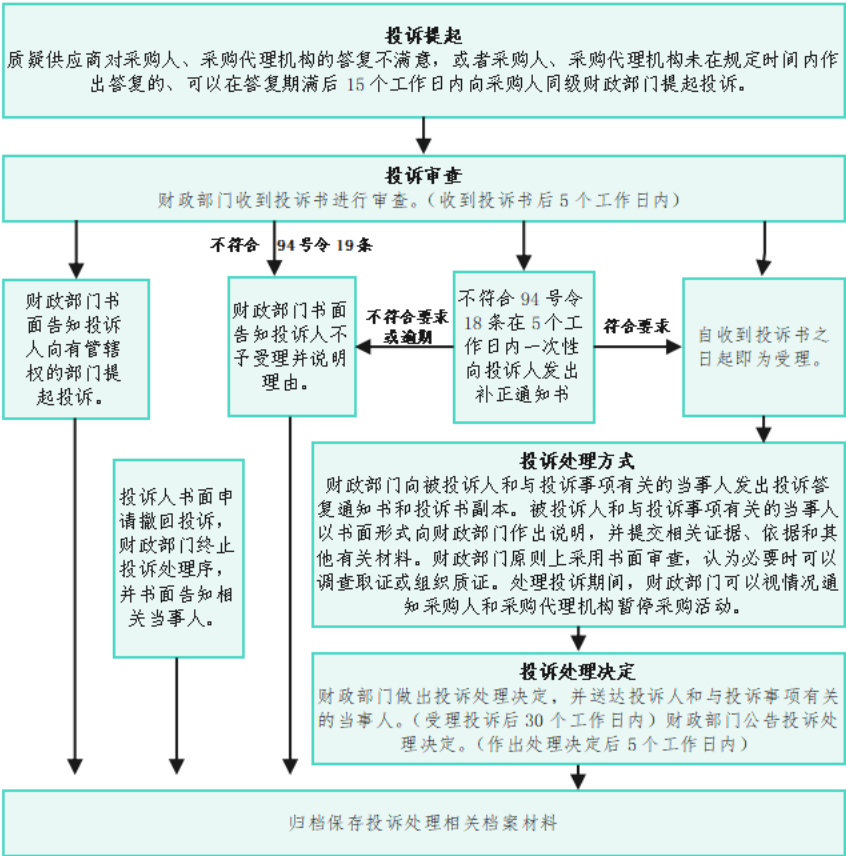 投诉提起
质疑供应商对采购人、采购代理机构的答复不满意，或者采购人、采购代理机构未在规定时间内作
出答复的、可以在答复期满后 15 个工作日内向采购人同级财政部门提起投诉。
投诉审查
财政部门收到投诉书进行审查。（收到投诉书后 5 个工作日内）
不符合 94号令 19条
财政部门书
面告知投诉
人向有管辖
权的部门提
起投诉。
财政部门书面
告知投诉人不
予受理并说明
理由。
不符合要求
或逾期
不符合 94 号令
18 条在 5 个工
作日内一次性
向投诉人发出
补正通知书
符合要求
自收到投诉书之
日起即为受理。
投诉人书面申
请撤回投诉，
财政部门终止
投诉处理序，
并书面告知相
关当事人。
投诉处理方式
财政部门向被投诉人和与投诉事项有关的当事人发出投诉答
复通知书和投诉书副本。被投诉人和与投诉事项有关的当事人
以书面形式向财政部门作出说明，并提交相关证据、依据和其
他有关材料。财政部门原则上采用书面审查，认为必要时可以
调查取证或组织质证。处理投诉期间，财政部门可以视情况通
知采购人和采购代理机构暂停采购活动。
投诉处理决定
财政部门做出投诉处理决定，并送达投诉人和与投诉事项有关
的当事人。（受理投诉后 30 个工作日内）财政部门公告投诉处
理决定。（作出处理决定后 5 个工作日内）
归档保存投诉处理相关档案材料